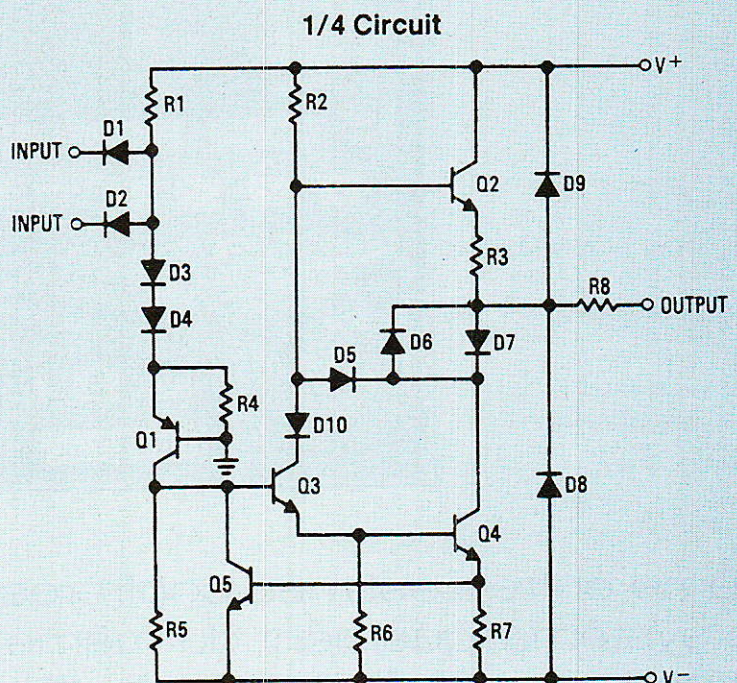 1/4 Circuit
V+
R1
R2
D1
INPUT
Q2
D9
D2
INPUT
R3
D3
R8
OUTPUT
D4
D6
D7
D5
R4
D10
Q1
Q3
D8
Q4
Q5
R5
R6
R7
V−